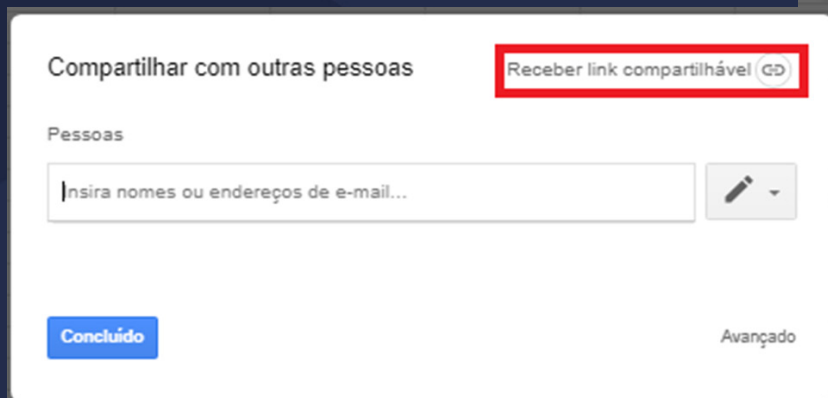 Compartilhar com outras pessoas
Receber link compartilhável
Pessoas
Insira nomes ou endereços de e-mail...
Concluído
Avançado